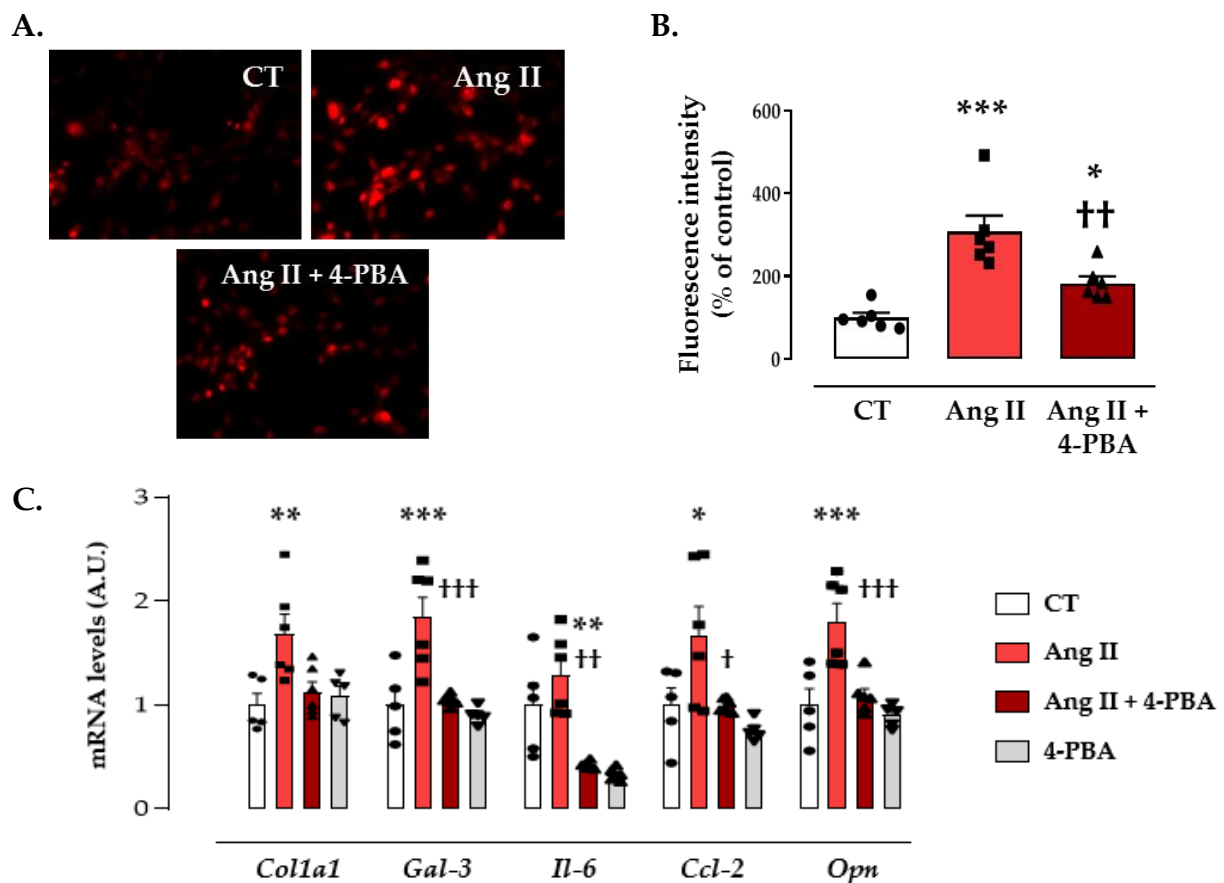 A.
CT
Ang II
Ang II + 4-PBA
B.
Fluorescence intensity
(% of control)
600
400
200
0
***
*
††
CT
Ang II
Ang II +
4-PBA
C.
mRNA levels (A.U.)
3
2
1
0
**
***
†††
**
††
*
†
***
†††
Col1a1
Gal-3
Il-6
Ccl-2
Opn
CT
Ang II
Ang II + 4-PBA
4-PBA